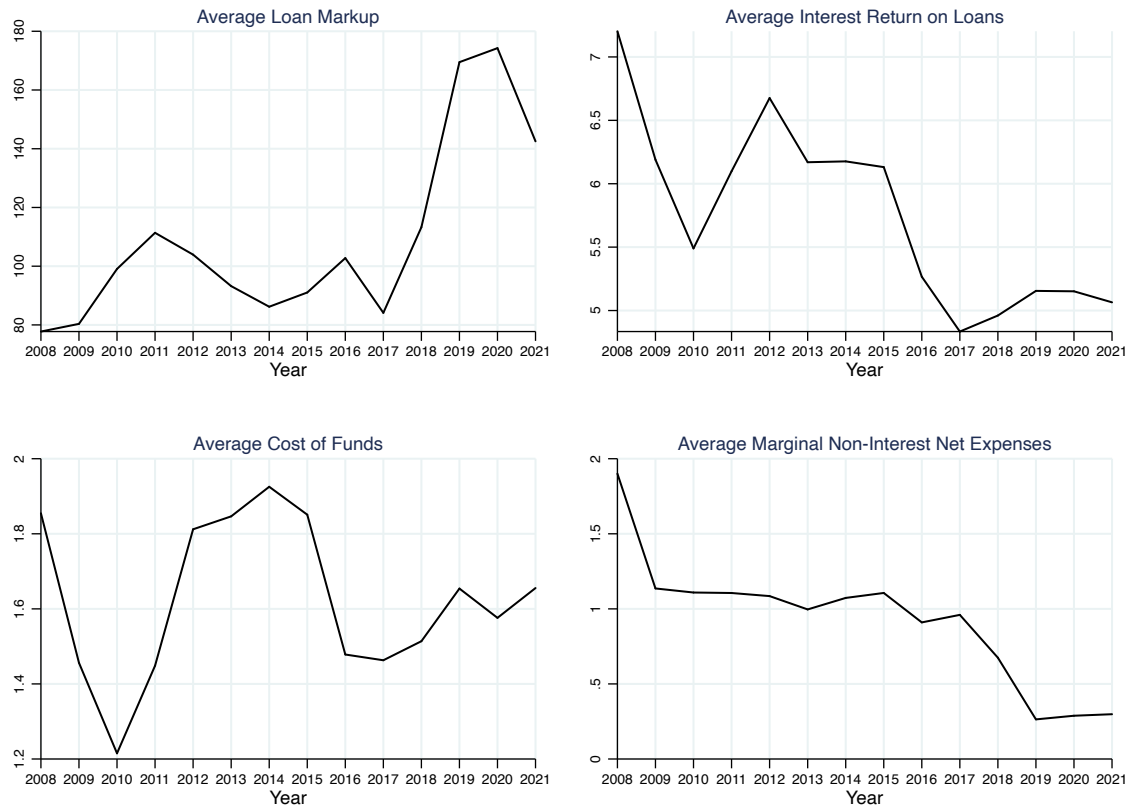 Average Loan Markup
180
160
140
120
100
80
2008 2009 2010 2011 2012 2013 2014 2015 2016 2017 2018 2019 2020 2021
Year
Average Interest Return on Loans
7
6.5
6
5.5
5
2008 2009 2010 2011 2012 2013 2014 2015 2016 2017 2018 2019 2020 2021
Year
Average Cost of Funds
2
1.8
1.6
1.4
1.2
2008 2009 2010 2011 2012 2013 2014 2015 2016 2017 2018 2019 2020 2021
Year
Average Marginal Non-Interest Net Expenses
2
1.5
1
.5
0
2008 2009 2010 2011 2012 2013 2014 2015 2016 2017 2018 2019 2020 2021
Year